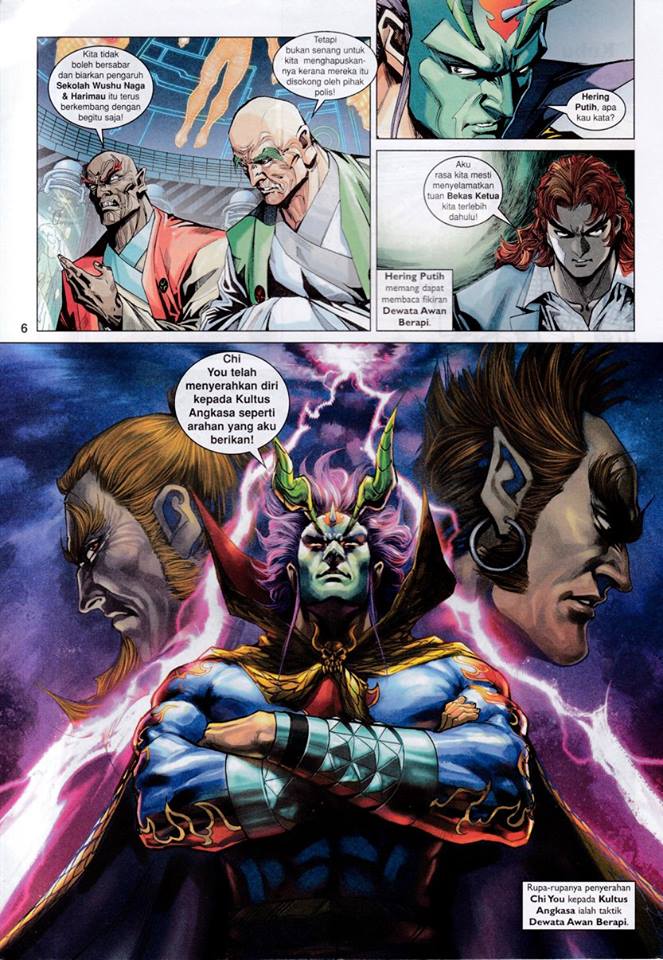 Kita tidak
boleh bersabar
dan biarkan pengaruh
Sekolah Wushu Naga
& Harimau itu terus
berkembang dengan
begitu saja!
Tetapi
bukan senang untuk
kita menghapuskan-
nya kerana mereka itu
disokong oleh pihak
polis!
Hering
Putih, apa
kau kata?
Aku
rasa kita mesti
menyelamatkan
tuan Bekas Ketua
kita terlebih
dahulu!
Hering Putih
memang dapat
membaca fikiran
Dewata Awan
Berapi.
6
Chi
You telah
menyerahkan diri
kepada Kultus
Angkasa seperti
arahan yang aku
berikan!
Rupa-rupanya penyerahan
Chi You kepada Kultus
Angkasa ialah taktik
Dewata Awan Berapi.